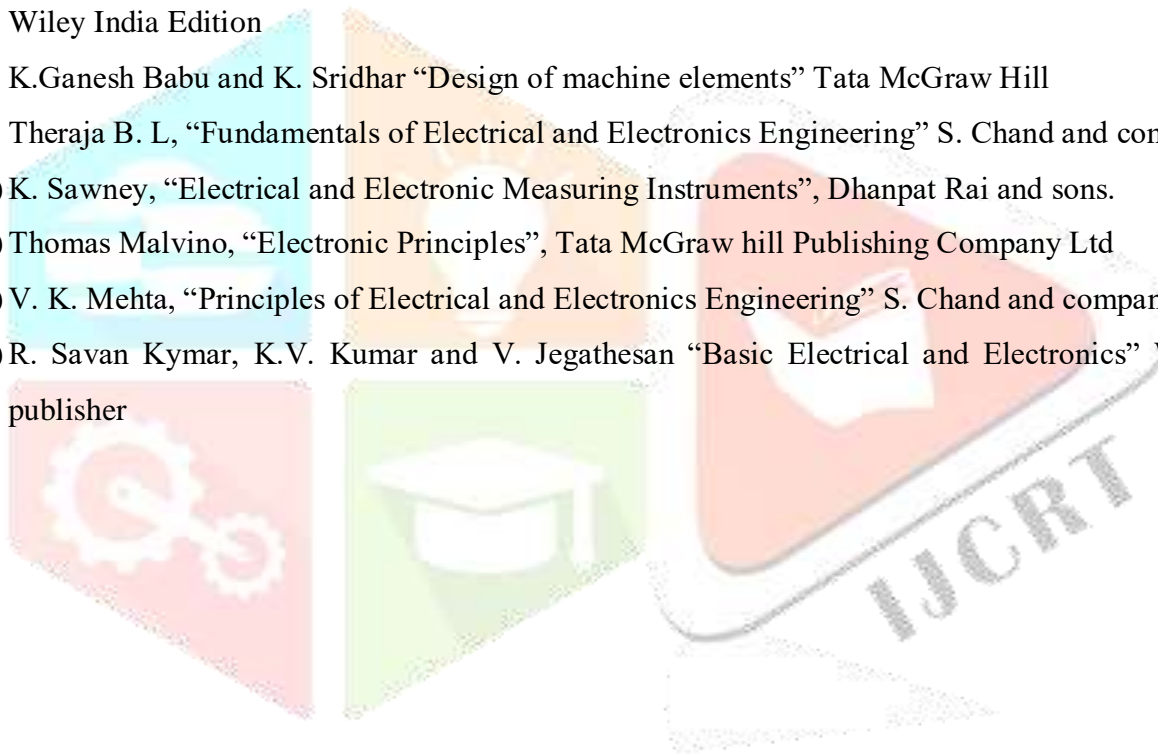 Wiley India Edition
K.Ganesh Babu and K. Sridhar “Design of machine elements” Tata McGraw Hill
Theraja B. L, “Fundamentals of Electrical and Electronics Engineering” S. Chand and
) K. Sawney, “Electrical and Electronic Measuring Instruments”, Dhanpat Rai and sons.
) Thomas Malvino, “Electronic Principles”, Tata McGraw hill Publishing Company Ltd
) V. K. Mehta, “Principles of Electrical and Electronics Engineering” S. Chand and
) R. Savan Kymar, K.V. Kumar and V. Jegathesan “Basic Electrical and Electronics”
publisher
IJCRT